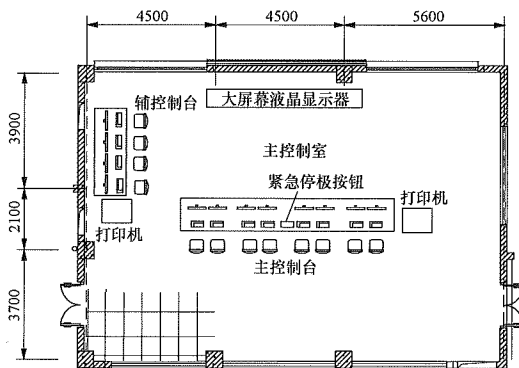 4500
4500
5600
辅控制台
大屏幕液晶显示器
3900
主控制室
紧急停极按钮
打印机
2100
打印机
主控制台
3700